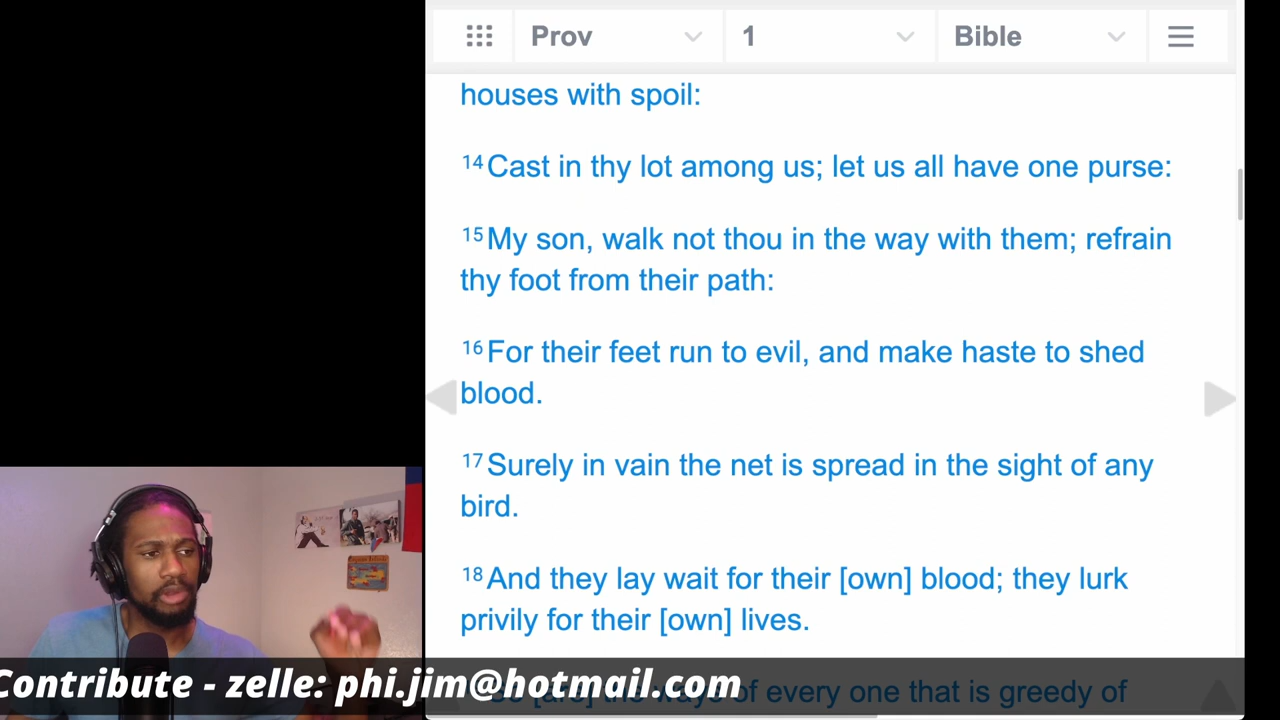 Prov 1 Bible
houses with spoil:
14 Cast in thy lot among us; let us all have one purse:
15 My son, walk not thou in the way with them; refrain
thy foot from their path:
16 For their feet run to evil, and make haste to shed
blood.
17 Surely in vain the net is spread in the sight of any
bird.
18 And they lay wait for their [own] blood; they lurk
privily for their [own] lives.
so [are] the ways of every one that is greedy of
Contribute - zelle: phi.jim@hotmail.com